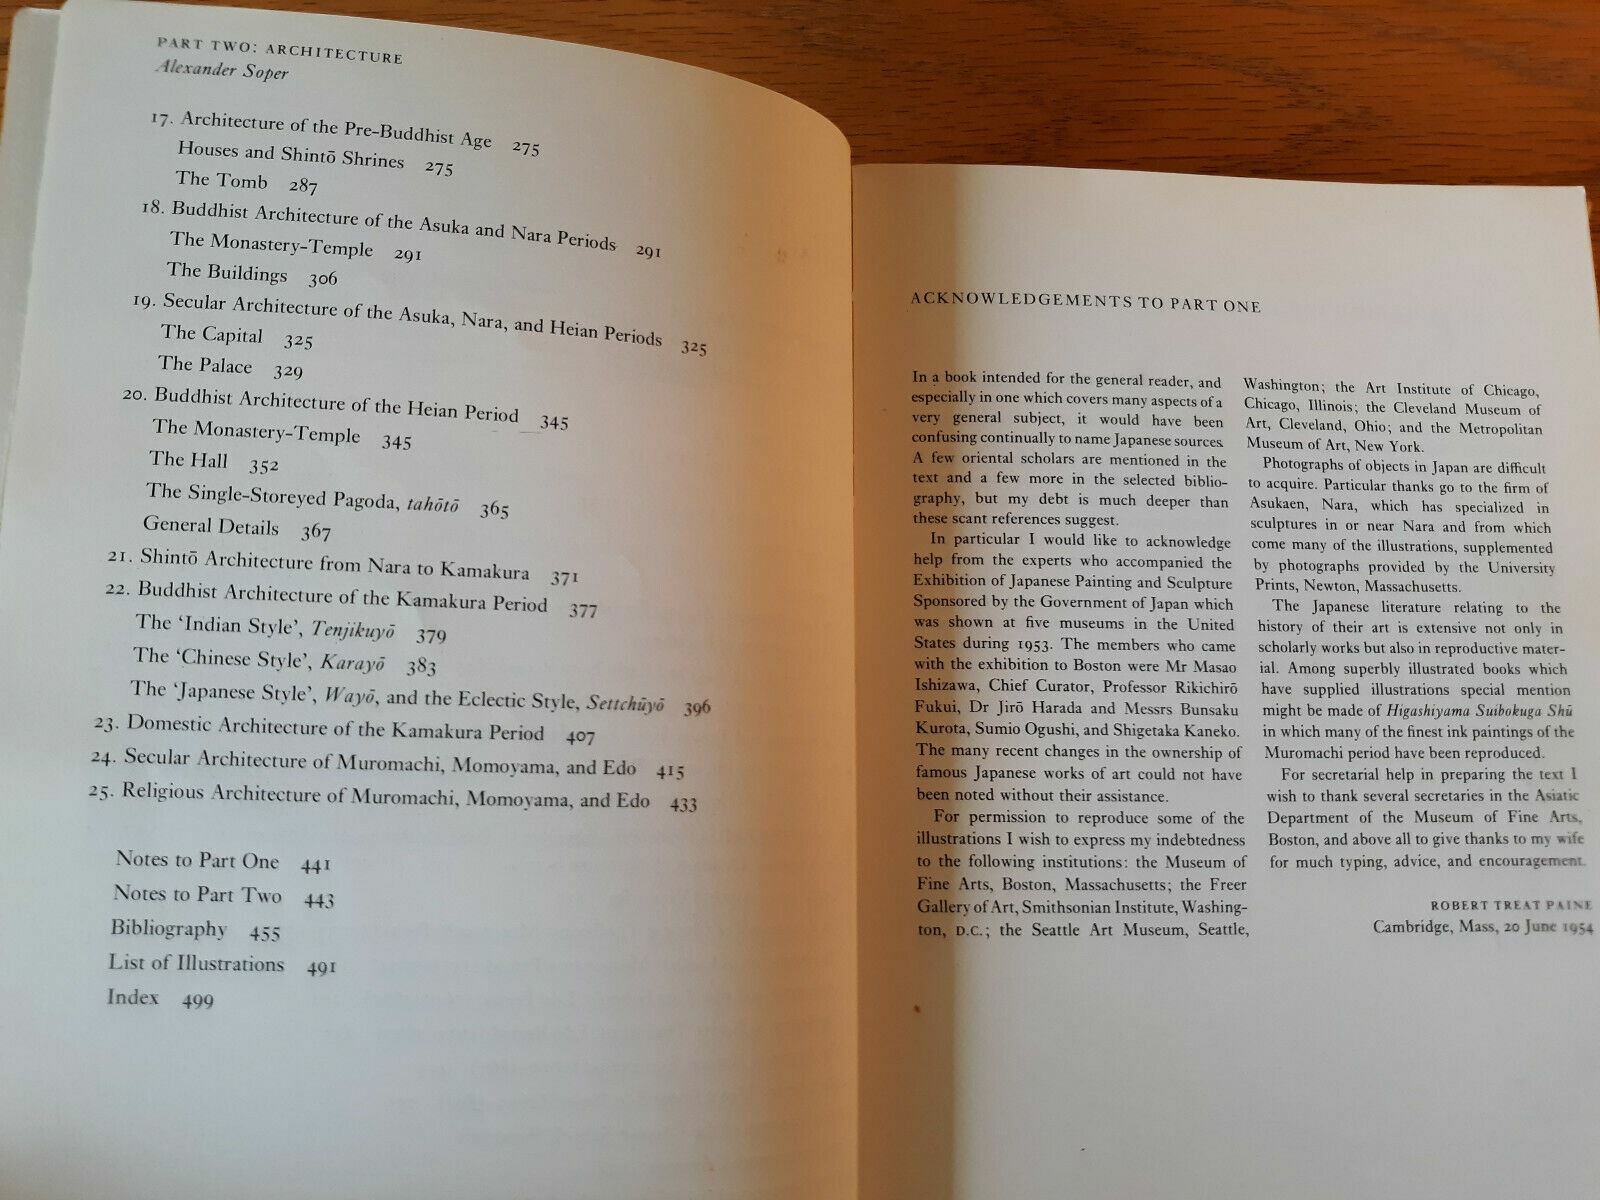 PART TWO: ARCHITECTURE
Alexander Soper
17. Architecture of the Pre-Buddhist Age 275
Houses and Shintō Shrines 275
The Tomb 287
18. Buddhist Architecture of the Asuka and Nara Periods 291
The Monastery-Temple 291
The Buildings 306
19. Secular Architecture of the Asuka, Nara, and Heian Periods 325
The Capital 325
The Palace 329
20. Buddhist Architecture of the Heian Period 345
The Monastery-Temple 345
The Hall 352
The Single-Storeyed Pagoda, tahōtō 365
General Details 367
21. Shintō Architecture from Nara to Kamakura 371
22. Buddhist Architecture of the Kamakura Period 377
The 'Indian Style', Tenjikuyō 379
The 'Chinese Style', Karayō 383
The 'Japanese Style', Wayō, and the Eclectic Style, Settchūyō 396
23. Domestic Architecture of the Kamakura Period 407
24. Secular Architecture of Muromachi, Momoyama, and Edo 415
25. Religious Architecture of Muromachi, Momoyama, and Edo 433
Notes to Part One 441
Notes to Part Two 443
Bibliography 455
List of Illustrations 491
Index 499
ACKNOWLEDGEMENTS TO PART ONE
In a book intended for the general reader, and
especially in one which covers many aspects of a
very general subject, it would have been
confusing continually to name Japanese sources.
A few oriental scholars are mentioned in the
text and a few more in the selected biblio-
graphy, but my debt is much deeper than
these scant references suggest.
In particular I would like to acknowledge
help from the experts who accompanied the
Exhibition of Japanese Painting and Sculpture
Sponsored by the Government of Japan which
was shown at five museums in the United
States during 1953. The members who came
with the exhibition to Boston were Mr Masao
Ishizawa, Chief Curator, Professor Rikichirō
Fukui, Dr Jirō Harada and Messrs Bunsaku
Kurota, Sumio Ogushi, and Shigetaka Kaneko.
The many recent changes in the ownership of
famous Japanese works of art could not have
been noted without their assistance.
For permission to reproduce some of the
illustrations I wish to express my indebtedness
to the following institutions: the Museum of
Fine Arts, Boston, Massachusetts; the Freer
Gallery of Art, Smithsonian Institute, Washing-
ton, D.C.; the Seattle Art Museum, Seattle,
Washington; the Art Institute of Chicago,
Chicago, Illinois; the Cleveland Museum of
Art, Cleveland, Ohio; and the Metropolitan
Museum of Art, New York.
Photographs of objects in Japan are difficult
to acquire. Particular thanks go to the firm of
Asukaen, Nara, which has specialized in
sculptures in or near Nara and from which
come many of the illustrations, supplemented
by photographs provided by the University
Prints, Newton, Massachusetts.
The Japanese literature relating to the
history of their art is extensive not only in
scholarly works but also in reproductive mater-
ial. Among superbly illustrated books which
have supplied illustrations special mention
might be made of Higashiyama Suibokuga Shū
in which many of the finest ink paintings of the
Muromachi period have been reproduced.
For secretarial help in preparing the text I
wish to thank several secretaries in the Asiatic
Department of the Museum of Fine Arts,
Boston, and above all to give thanks to my wife
for much typing, advice, and encouragement.
ROBERT TREAT PAINE
Cambridge, Mass, 20 June 1954